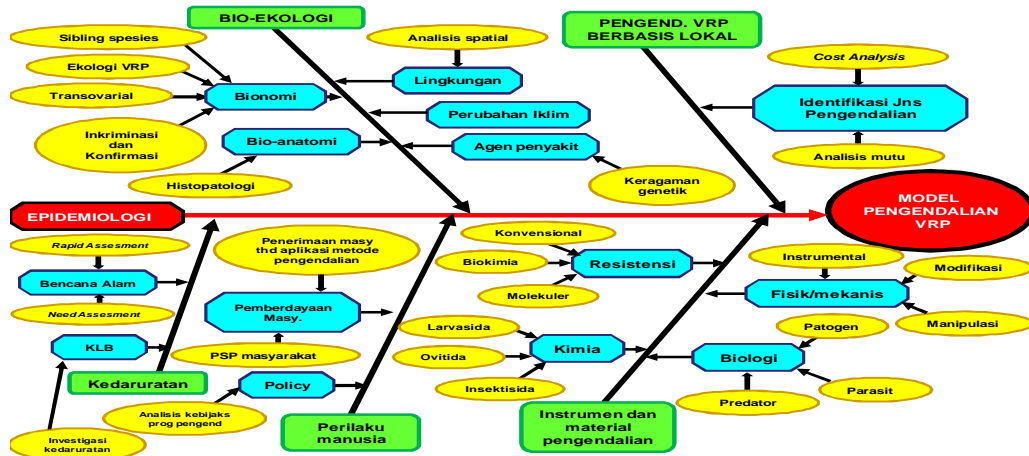 BIO-EKOLOGI
PENGEND. VRP
BERBASIS LOKAL
Sibling spesies
Ekologi VRP
Transovarial
Inkriminasi
dan
Konfirmasi
Bionomi
Bio-anatomi
Histopatologi
Analisis spatial
Lingkungan
Perubahan Iklim
Agen penyakit
Keragaman
genetik
Cost Analysis
Identifikasi Jns
Pengendalian
Analisis mutu
EPIDEMIOLOGI
MODEL
PENGENDALIAN
VRP
Rapid Assesment
Bencana Alam
Need Assesment
KLB
Kedaruratan
Investigasi
kedaruratan
Penerimaan masy
thd aplikasi metode
pengendalian
Pemberdayaan
Masy.
PSP masyarakat
Policy
Analisis kebijaks
prog pengend
Perilaku
manusia
Konvensional
Biokimia
Molekuler
Resistensi
Larvasida
Ovitida
Insektisida
Kimia
Instrumen dan
material
pengendalian
Instrumental
Modifikasi
Fisik/mekanis
Manipulasi
Patogen
Biologi
Predator
Parasit